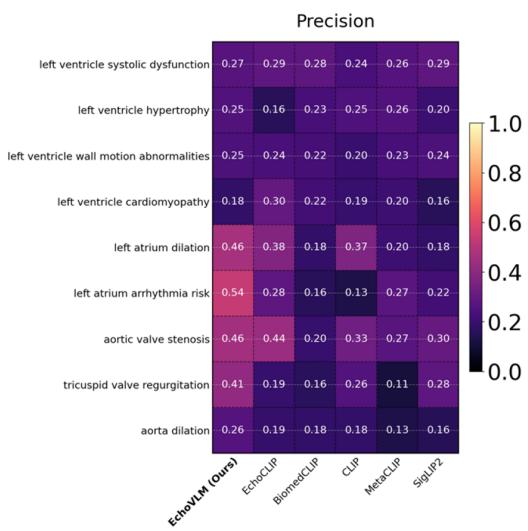 Precision
left ventricle systolic dysfunction 0.27 0.29 0.28 0.24 0.26 0.29
left ventricle hypertrophy 0.25 0.16 0.23 0.25 0.26 0.20
left ventricle wall motion abnormalities 0.25 0.24 0.22 0.20 0.23 0.24
left ventricle cardiomyopathy 0.18 0.30 0.22 0.19 0.20 0.16
left atrium dilation 0.46 0.38 0.18 0.37 0.20 0.18
left atrium arrhythmia risk 0.54 0.28 0.16 0.13 0.27 0.22
aortic valve stenosis 0.46 0.44 0.20 0.33 0.27 0.30
tricuspid valve regurgitation 0.41 0.19 0.16 0.26 0.11 0.28
aorta dilation 0.26 0.19 0.18 0.18 0.13 0.16
EchoVLM (Ours)
EchoCLIP
BiomedCLIP
CLIP
MetaCLIP
SigLIP2
1.0
0.8
0.6
0.4
0.2
0.0